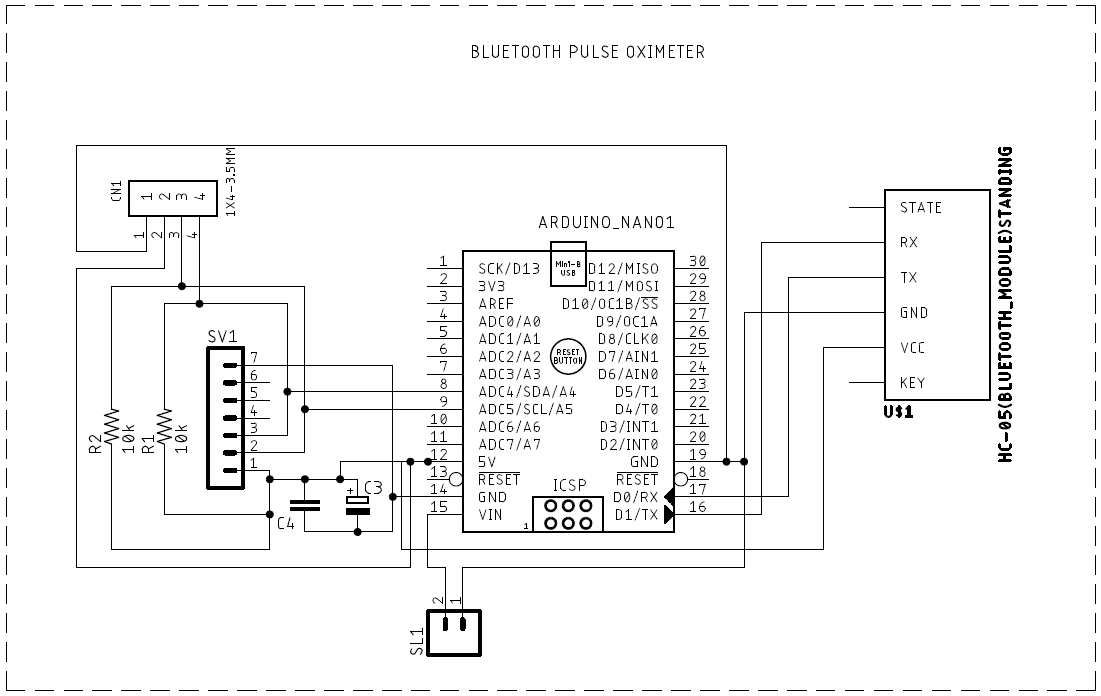 BLUETOOTH PULSE OXIMETER
CN1
1 2 3 4
1X4-3.5MM
1 2 3 4
ARDUINO_NANO1
Mini-B
USB
1 SCK/D13 D12/MISO 30
2 3V3 D11/MOSI 29
3 AREF D10/OC1B/SS 28
4 ADC0/A0 D9/OC1A 27
5 ADC1/A1 D8/CLK0 26
6 ADC2/A2 D7/AIN1 25
7 ADC3/A3 D6/AIN0 24
8 ADC4/SDA/A4 D5/T1 23
9 ADC5/SCL/A5 D4/T0 22
10 ADC6/A6 D3/INT1 21
11 ADC7/A7 D2/INT0 20
12 5V GND 19
13 RESET RESET 18
14 GND D0/RX 17
15 VIN D1/TX 16
RESET
BUTTON
ICSP
1
SV1
7
6
5
4
3
2
1
R2
10k
R1
10k
C4
+
C3
2 1
SL1
STATE
RX
TX
GND
VCC
KEY
U$1
HC-05(BLUETOOTH_MODULE)STANDING